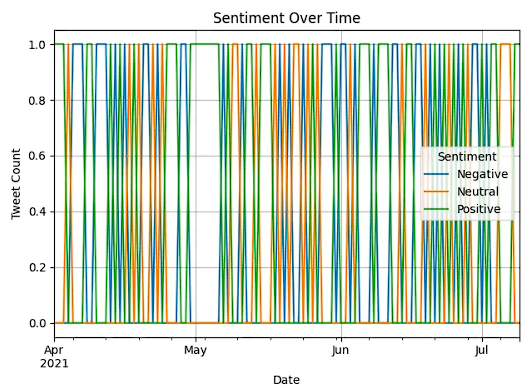 Sentiment Over Time
1.0
0.8
0.6
0.4
0.2
0.0
Tweet Count
Sentiment
Negative
Neutral
Positive
Apr
2021
May
Jun
Jul
Date